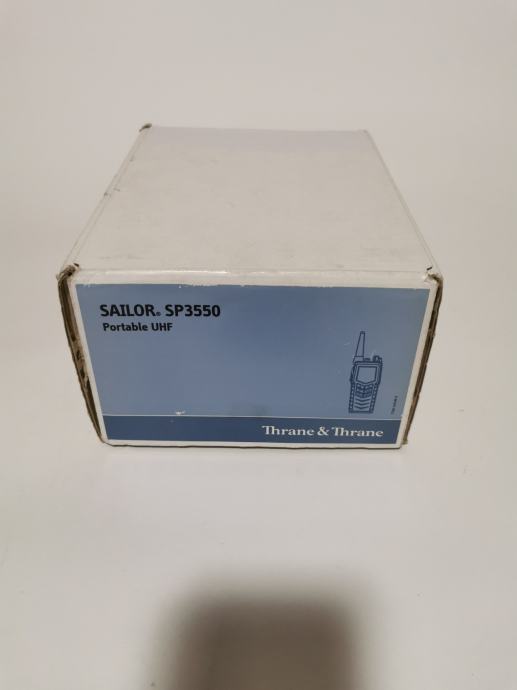 SAILOR® SP3550
Portable UHF
Thrane & Thrane